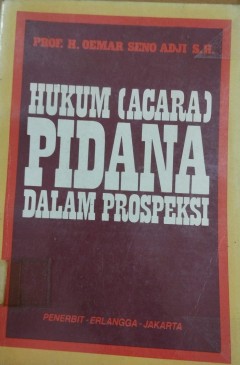 PROF. H. OEMAR SENO ADJI S.H.
HUKUM (ACARA)
PIDANA
DALAM PROSPEKSI
PENERBIT-ERLANGGA-JAKARTA